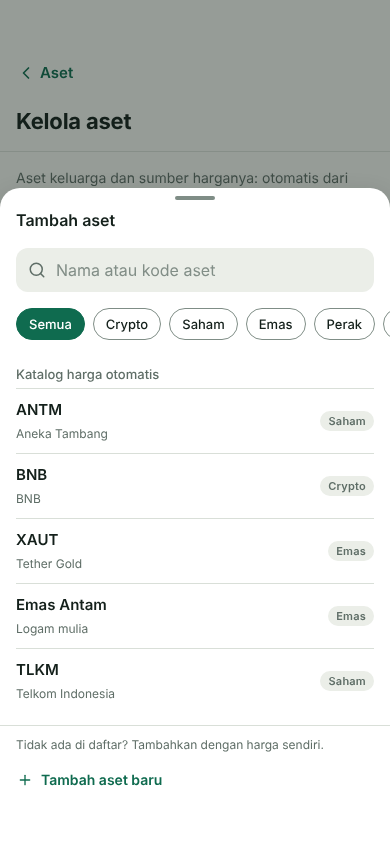 Aset
Kelola aset
Aset keluarga dan sumber harganya: otomatis dari
Tambah aset
Nama atau kode aset
Semua
Crypto
Saham
Emas
Perak
Katalog harga otomatis
ANTM
Saham
Aneka Tambang
BNB
Crypto
BNB
XAUT
Emas
Tether Gold
Emas Antam
Emas
Logam mulia
TLKM
Saham
Telkom Indonesia
Tidak ada di daftar? Tambahkan dengan harga sendiri.
+ Tambah aset baru